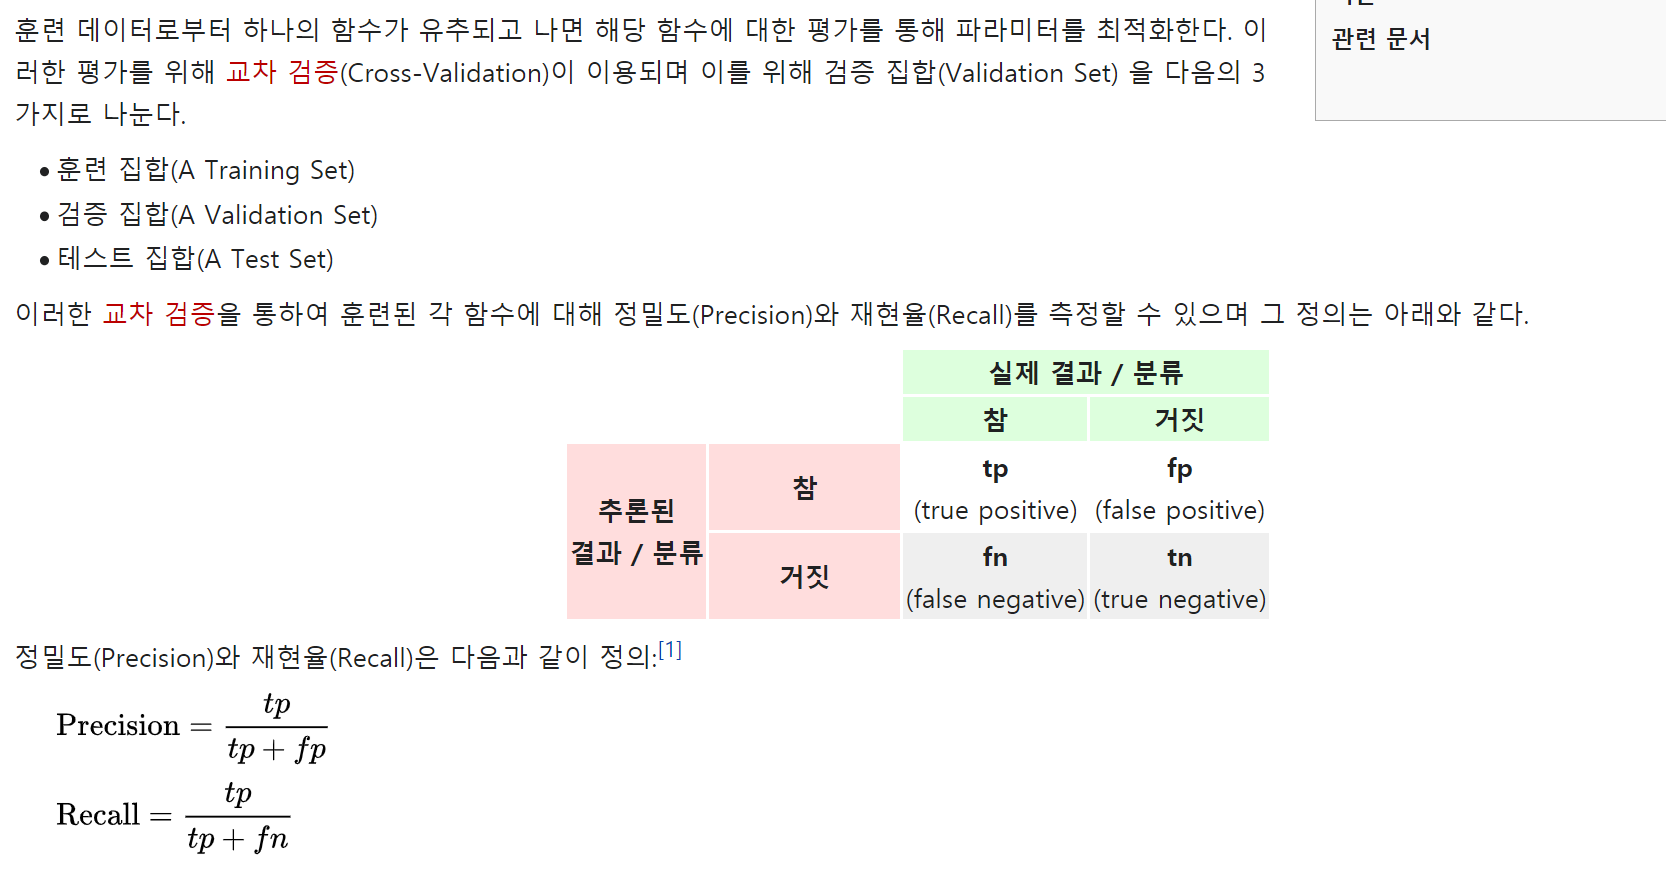 훈련 데이터로부터 하나의 함수가 유추되고 나면 해당 함수에 대한 평가를 통해 파라미터를 최적화한다. 이
러한 평가를 위해 교차 검증(Cross-Validation)이 이용되며 이를 위해 검증 집합(Validation Set) 을 다음의 3
가지로 나눈다.
관련 문서
• 훈련 집합(A Training Set)
• 검증 집합(A Validation Set)
• 테스트 집합(A Test Set)
이러한 교차 검증을 통하여 훈련된 각 함수에 대해 정밀도(Precision)와 재현율(Recall)를 측정할 수 있으며 그 정의는 아래와 같다.
실제 결과 / 분류
참 거짓
추론된
결과 / 분류
참
tp fp
(true positive) (false positive)
거짓
fn tn
(false negative) (true negative)
정밀도(Precision)와 재현율(Recall)은 다음과 같이 정의:[1]
Precision = tp / (tp + fp)
Recall = tp / (tp + fn)